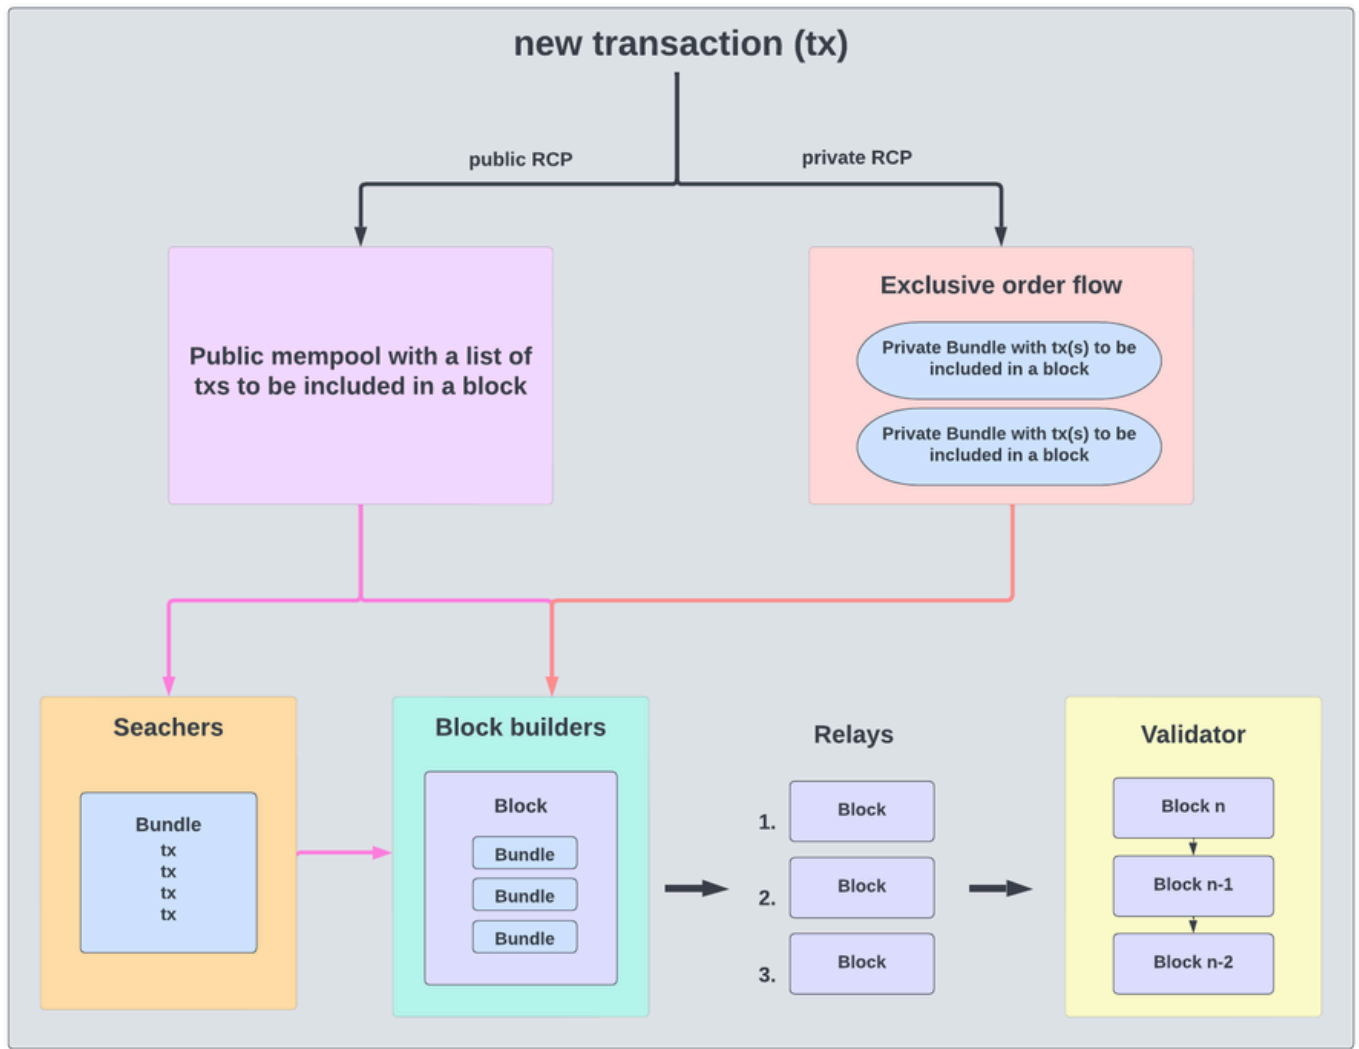 new transaction (tx)
public RCP
private RCP
Public mempool with a list of
txs to be included in a block
Exclusive order flow
Private Bundle with tx(s) to be
included in a block
Private Bundle with tx(s) to be
included in a block
Seachers
Bundle
tx
tx
tx
tx
Block builders
Block
Bundle
Bundle
Bundle
Relays
1.
Block
2.
Block
3.
Block
Validator
Block n
Block n-1
Block n-2